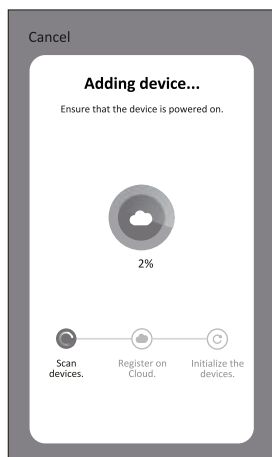 Cancel
Adding device...
Ensure that the device is powered on.
2%
Scan
devices.
Register on
Cloud.
Initialize the
devices.